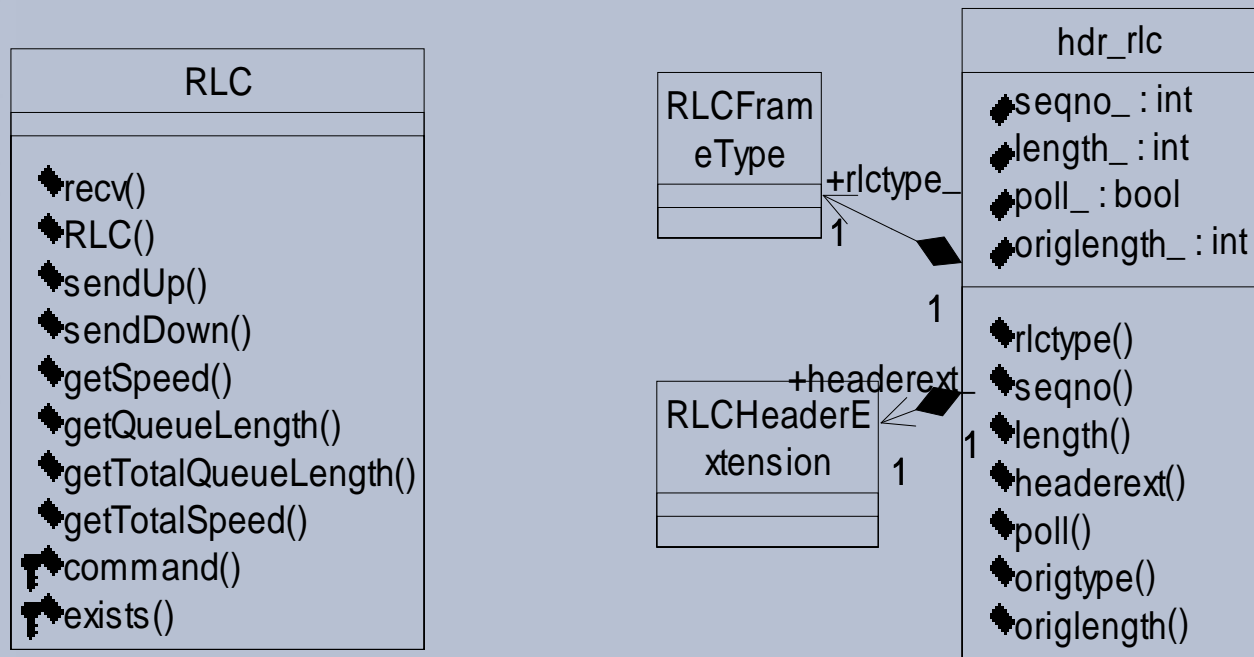 RLC
recv()
RLC()
sendUp()
sendDown()
getSpeed()
getQueueLength()
getTotalQueueLength()
getTotalSpeed()
command()
exists()
RLCFram
eType
+rlctype_
1
1
RLCHeaderE
xtension
+headerext_
1
1
hdr_rlc
seqno_ : int
length_ : int
poll_ : bool
origlength_ : int
rlctype()
seqno()
length()
headerext()
poll()
origtype()
origlength()